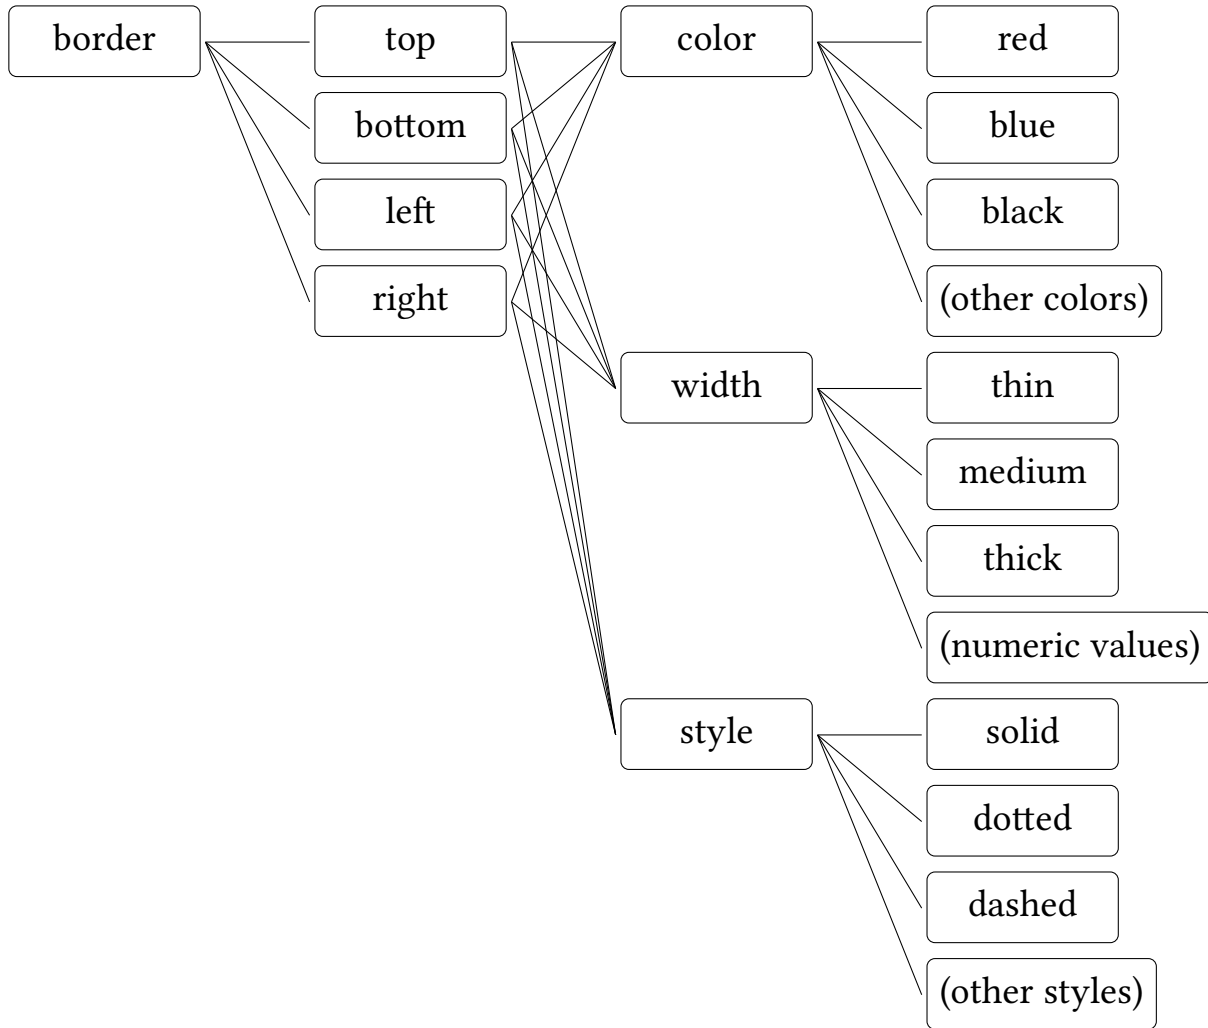 border
top
color
red
bottom
blue
left
black
right
(other colors)
width
thin
medium
thick
(numeric values)
style
solid
dotted
dashed
(other styles)